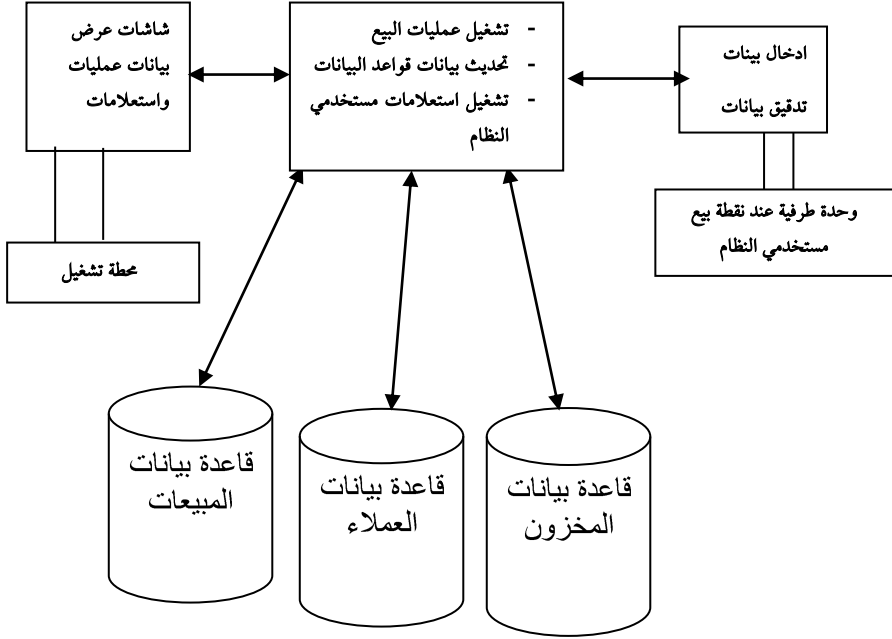 ادخال بينات
تدقيق بيانات
وحدة طرفية عند نقطة بيع
مستخدمي النظام
- تشغيل عمليات البيع
- تحديث بيانات قواعد البيانات
- تشغيل استعلامات مستخدمي
النظام
شاشات عرض
بيانات عمليات
واستعلامات
محطة تشغيل
قاعدة بيانات
المخزون
قاعدة بيانات
العملاء
قاعدة بيانات
المبيعات